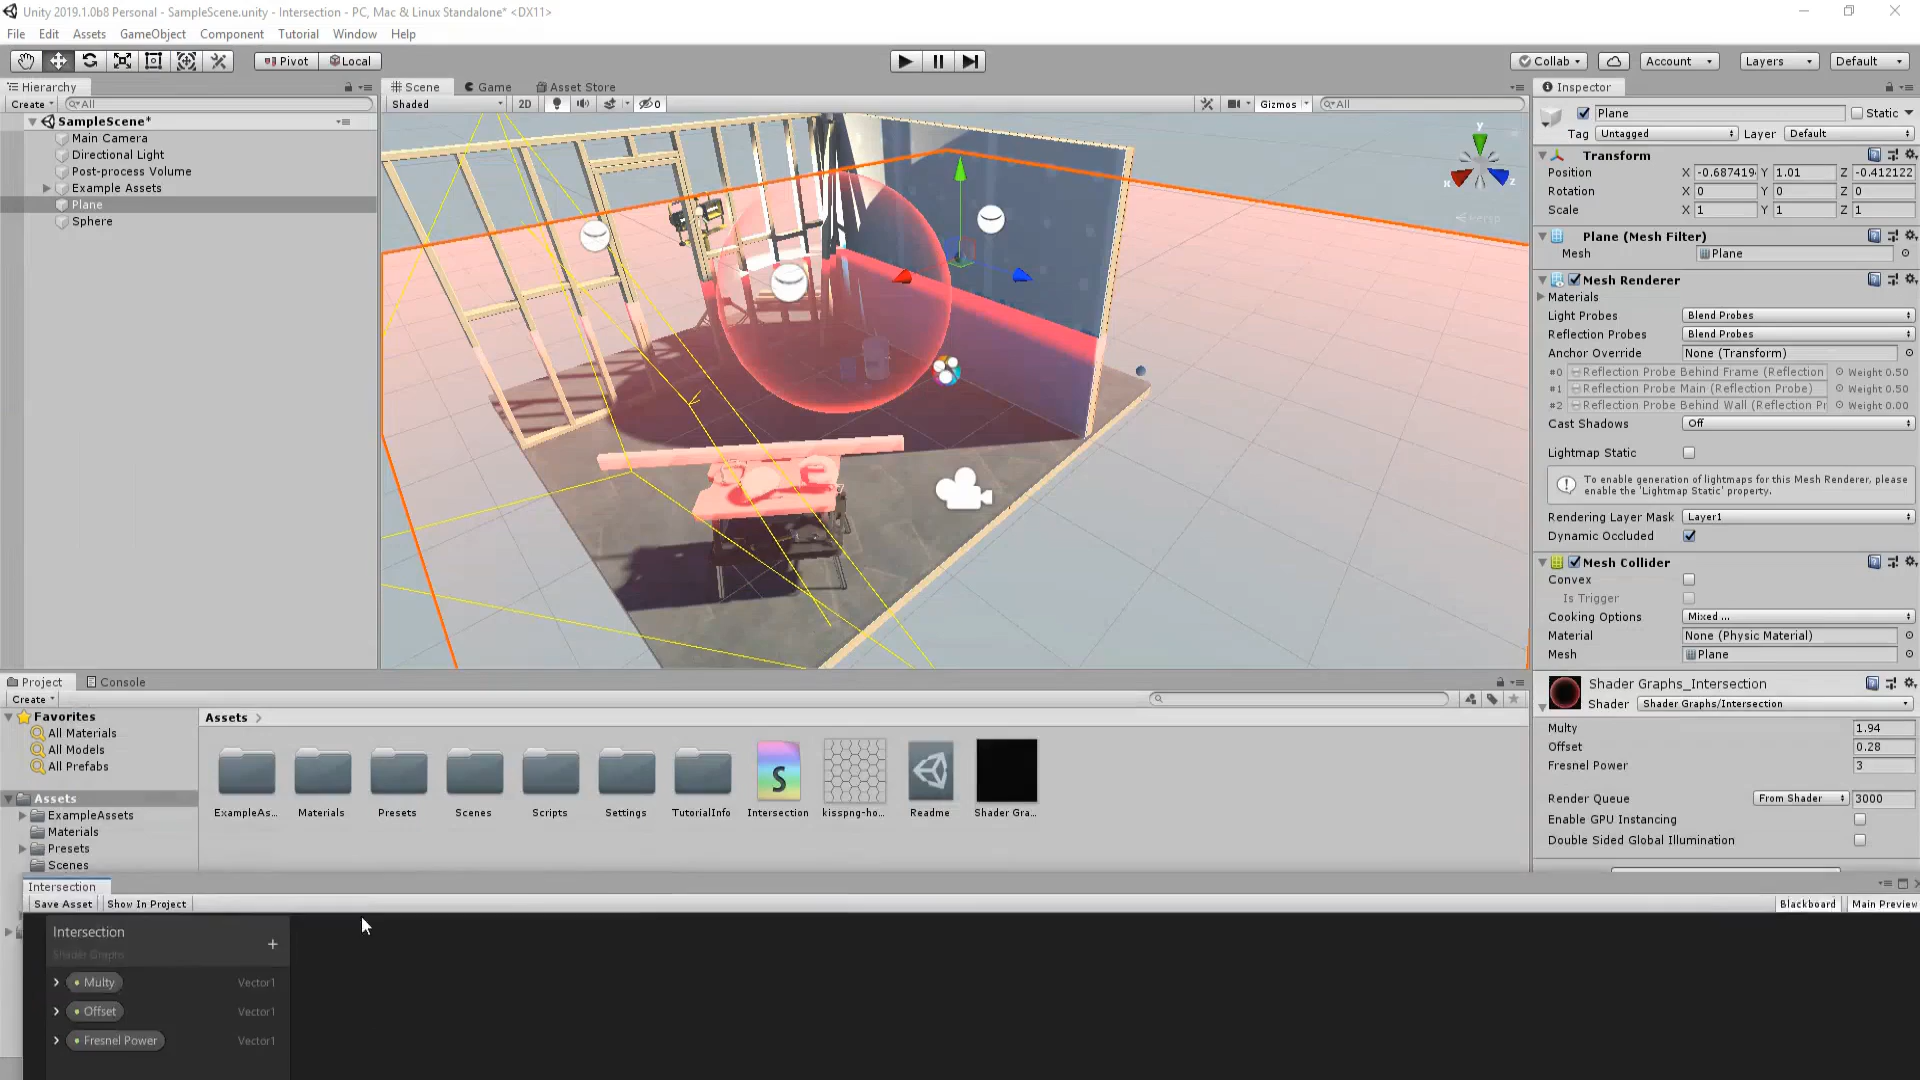 Unity 2019.1.0b8 Personal - SampleScene.unity - Intersection - PC, Mac & Linux Standalone* <DX11>
File Edit Assets GameObject Component Tutorial Window Help
Pivot Local Collab Account Layers Default
Hierarchy
Create All
SampleScene*
Main Camera
Directional Light
Post-process Volume
Example Assets
Plane
Sphere
Scene Game Asset Store
Shaded 2D 0 Gizmos All
y
x z
Persp
Inspector
Plane Static
Tag Untagged Layer Default
Transform
Position X -0.687419 Y 1.01 Z -0.412122
Rotation X 0 Y 0 Z 0
Scale X 1 Y 1 Z 1
Plane (Mesh Filter)
Mesh Plane
Mesh Renderer
Materials
Light Probes Blend Probes
Reflection Probes Blend Probes
Anchor Override None (Transform)
#0 Reflection Probe Behind Frame (Reflection Weight 0.50
#1 Reflection Probe Main (Reflection Probe) Weight 0.50
#2 Reflection Probe Behind Wall (Reflection Pr Weight 0.00
Cast Shadows Off
Lightmap Static
To enable generation of lightmaps for this Mesh Renderer, please
enable the 'Lightmap Static' property.
Rendering Layer Mask Layer1
Dynamic Occluded
Mesh Collider
Convex
Is Trigger
Cooking Options Mixed ...
Material None (Physic Material)
Mesh Plane
Shader Graphs_Intersection
Shader Shader Graphs/Intersection
Multy 1.94
Offset 0.28
Fresnel Power 3
Render Queue From Shader 3000
Enable GPU Instancing
Double Sided Global Illumination
Project Console
Create
Favorites
All Materials
All Models
All Prefabs
Assets
ExampleAssets
Materials
Presets
Scenes
Assets
ExampleAs... Materials Presets Scenes Scripts Settings TutorialInfo Intersection kisspng-ho... Readme Shader Gra...
Intersection
Save Asset Show In Project Blackboard Main Preview
Intersection
Shader Graphs
Multy Vector1
Offset Vector1
Fresnel Power Vector1